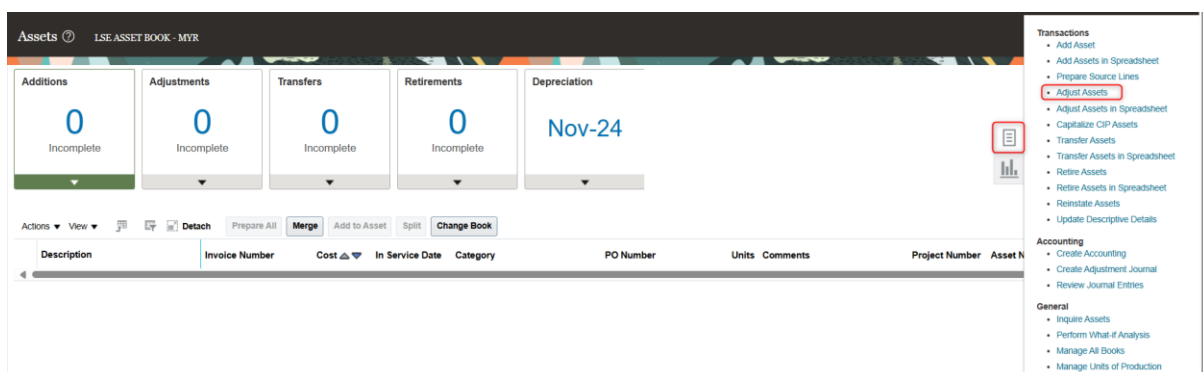 Assets
LSE ASSET BOOK - MYR
Additions
0
Incomplete
Adjustments
0
Incomplete
Transfers
0
Incomplete
Retirements
0
Incomplete
Depreciation
Nov-24
Actions View Detach Prepare All Merge Add to Asset Split Change Book
Description Invoice Number Cost In Service Date Category PO Number Units Comments Project Number Asset N
Transactions
Add Asset
Add Assets in Spreadsheet
Prepare Source Lines
Adjust Assets
Adjust Assets in Spreadsheet
Capitalize CIP Assets
Transfer Assets
Transfer Assets in Spreadsheet
Retire Assets
Retire Assets in Spreadsheet
Reinstate Assets
Update Descriptive Details
Accounting
Create Accounting
Create Adjustment Journal
Review Journal Entries
General
Inquire Assets
Perform What-if Analysis
Manage All Books
Manage Units of Production